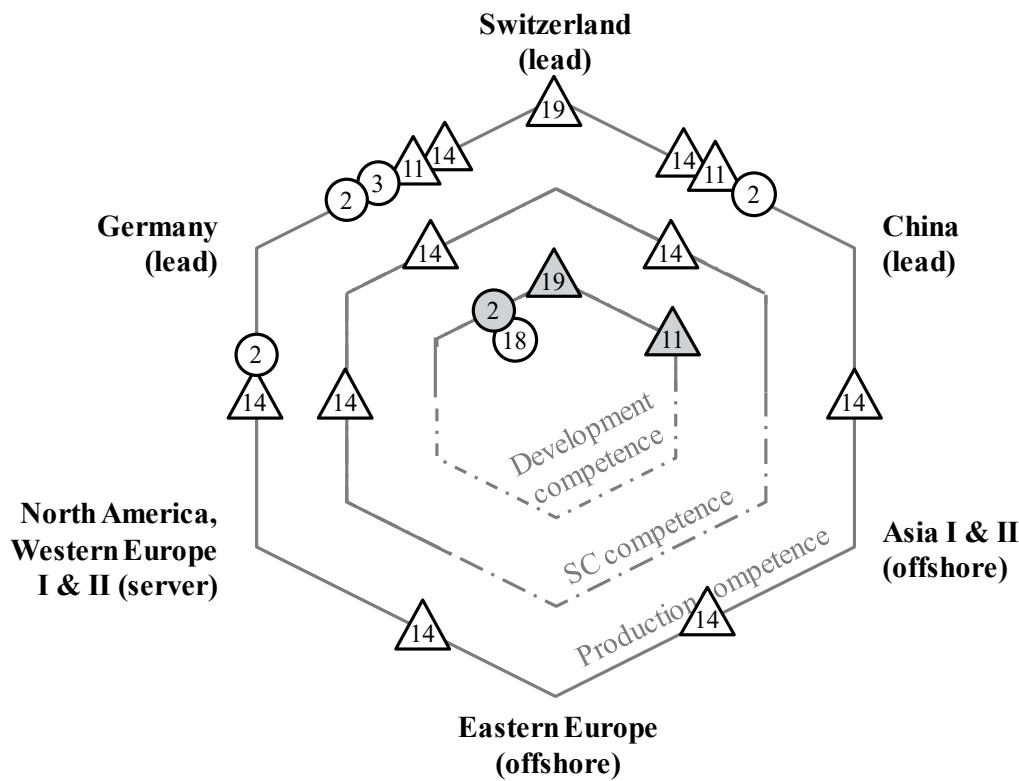 Switzerland
(lead)
19
14
11
3
2
14
11
2
Germany
(lead)
China
(lead)
14
14
19
2
18
11
2
14
14
14
Development
competence
SC competence
Production competence
North America,
Western Europe
I & II (server)
Asia I & II
(offshore)
14
14
Eastern Europe
(offshore)